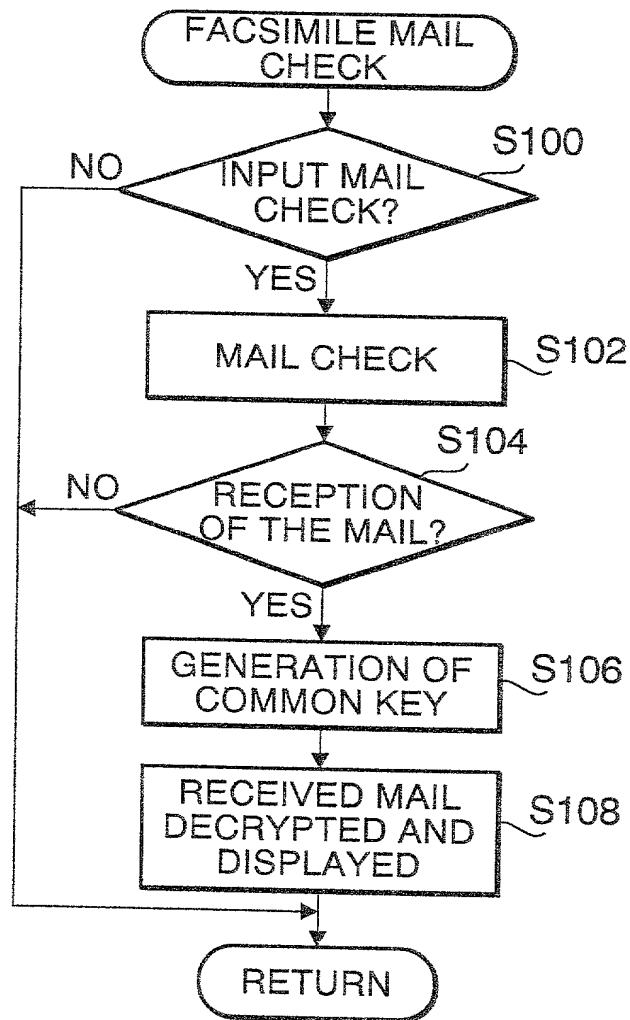 FACSIMILE MAIL
CHECK
S100
NO
INPUT MAIL
CHECK?
YES
MAIL CHECK
S102
S104
NO
RECEPTION
OF THE MAIL?
YES
GENERATION OF
COMMON KEY
S106
RECEIVED MAIL
DECRYPTED AND
DISPLAYED
S108
RETURN